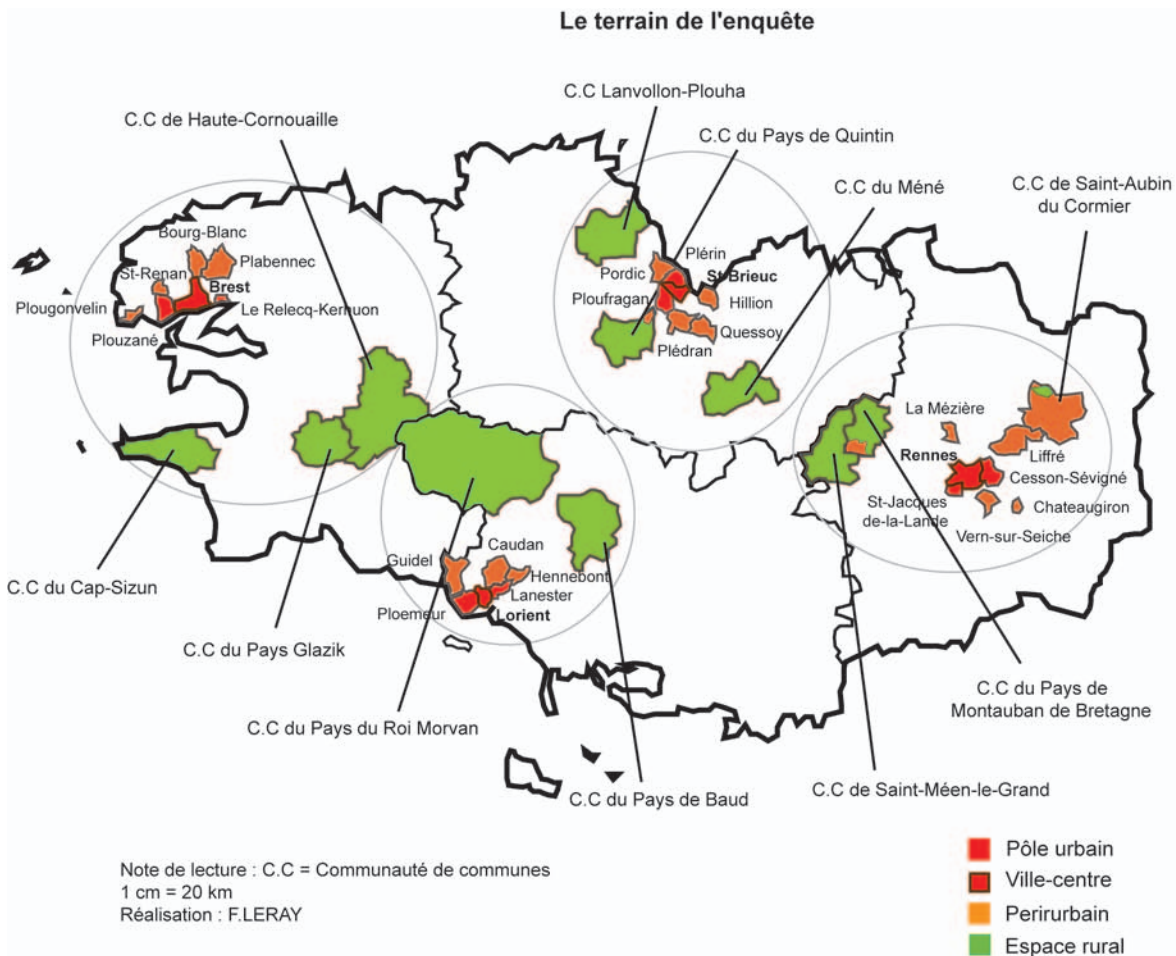 Le terrain de l'enquête
C.C Lanvollon-Plouha
C.C de Haute-Cornouaille
C.C du Pays de Quintin
C.C du Méné
C.C de Saint-Aubin
du Cormier
Bourg-Blanc
Plabennec
St-Renan
Brest
Plougonvelin
Le Relecq-Kernuon
Plouzané
Plérin
Pordic
St Brieuc
Ploufragan
Hillion
Quessoy
Plédran
La Mézière
Rennes
Liffré
Cesson-Sévigné
St-Jacques
de-la-Lande
Chateaugiron
Vern-sur-Seiche
Caudan
Guidel
Hennebont
Lanester
Ploemeur
Lorient
C.C du Cap-Sizun
C.C du Pays Glazik
C.C du Pays du Roi Morvan
C.C du Pays de
Montauban de Bretagne
C.C du Pays de Baud
C.C de Saint-Méen-le-Grand
Note de lecture : C.C = Communauté de communes
1 cm = 20 km
Réalisation : F.LERAY
Pôle urbain
Ville-centre
Perirurbain
Espace rural